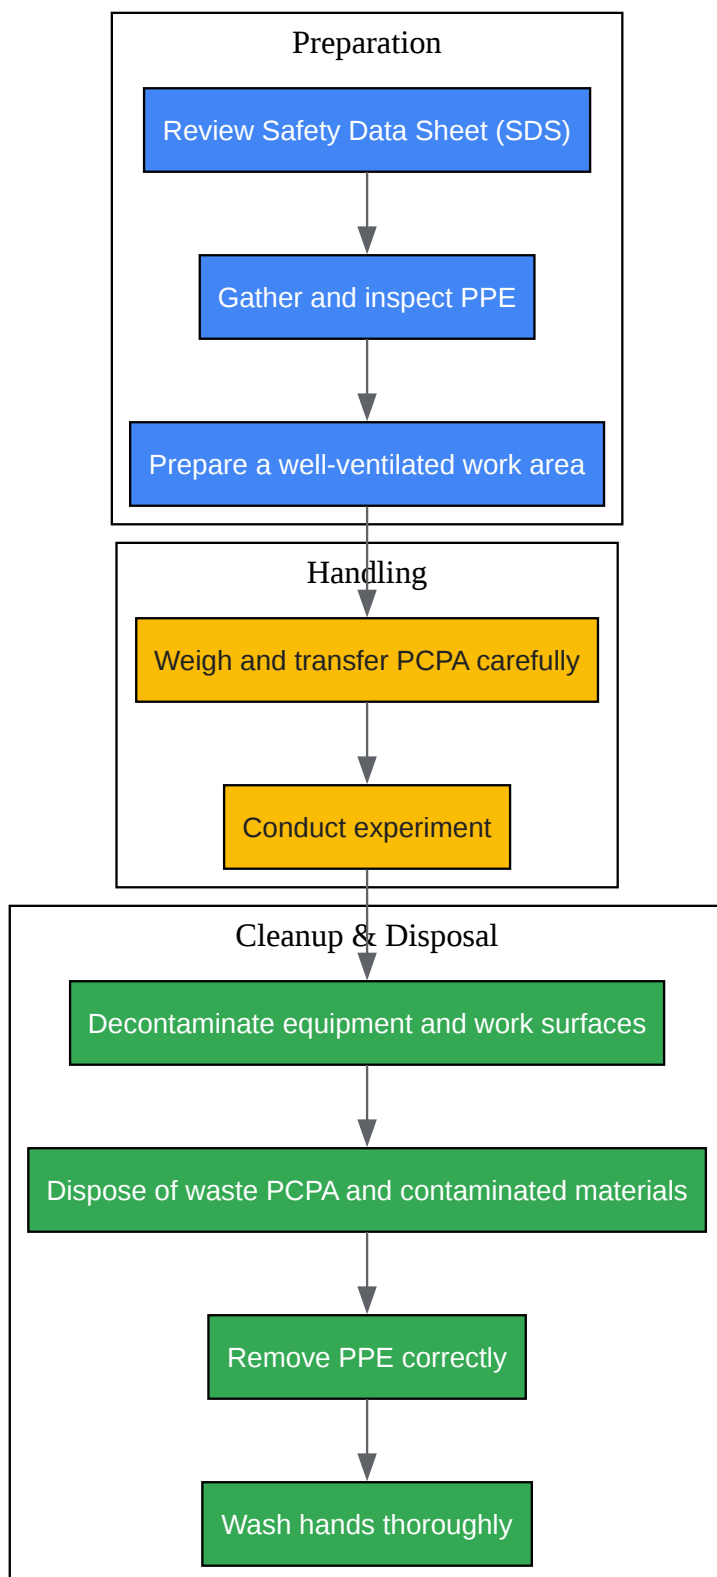 Preparation
Review Safety Data Sheet (SDS)
Gather and inspect PPE
Prepare a well-ventilated work area
Handling
Weigh and transfer PCPA carefully
Conduct experiment
Cleanup & Disposal
Decontaminate equipment and work surfaces
Dispose of waste PCPA and contaminated materials
Remove PPE correctly
Wash hands thoroughly